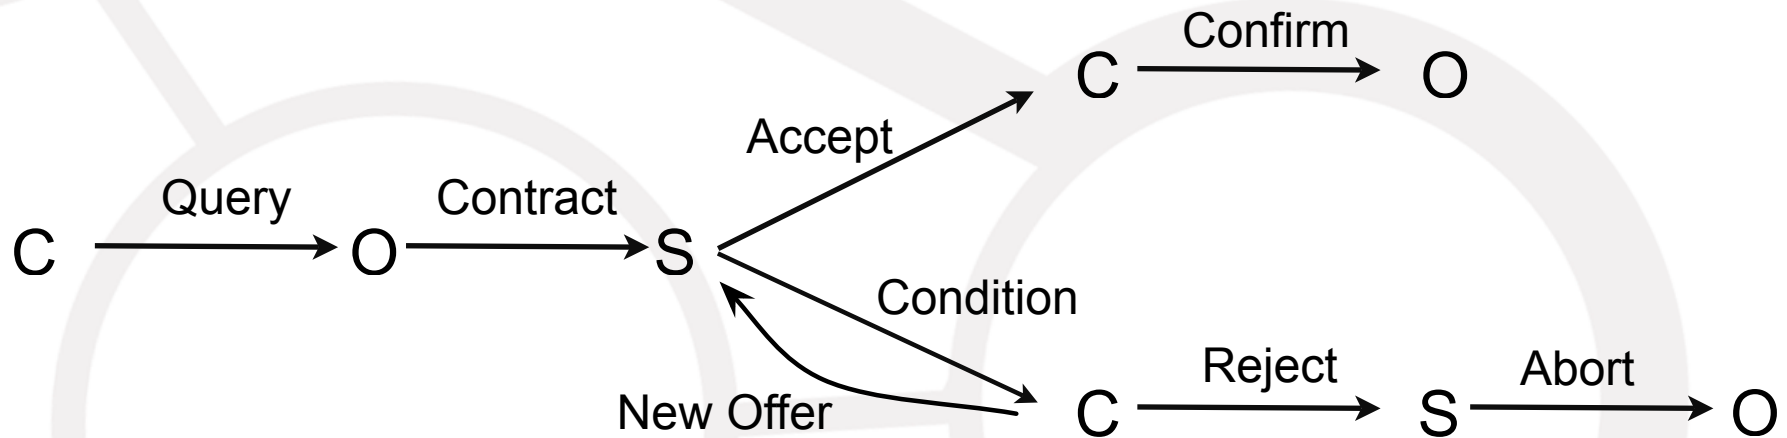 Confirm
C
O
Accept
Query
Contract
C
O
S
Condition
Reject
Abort
New Offer
C
S
O